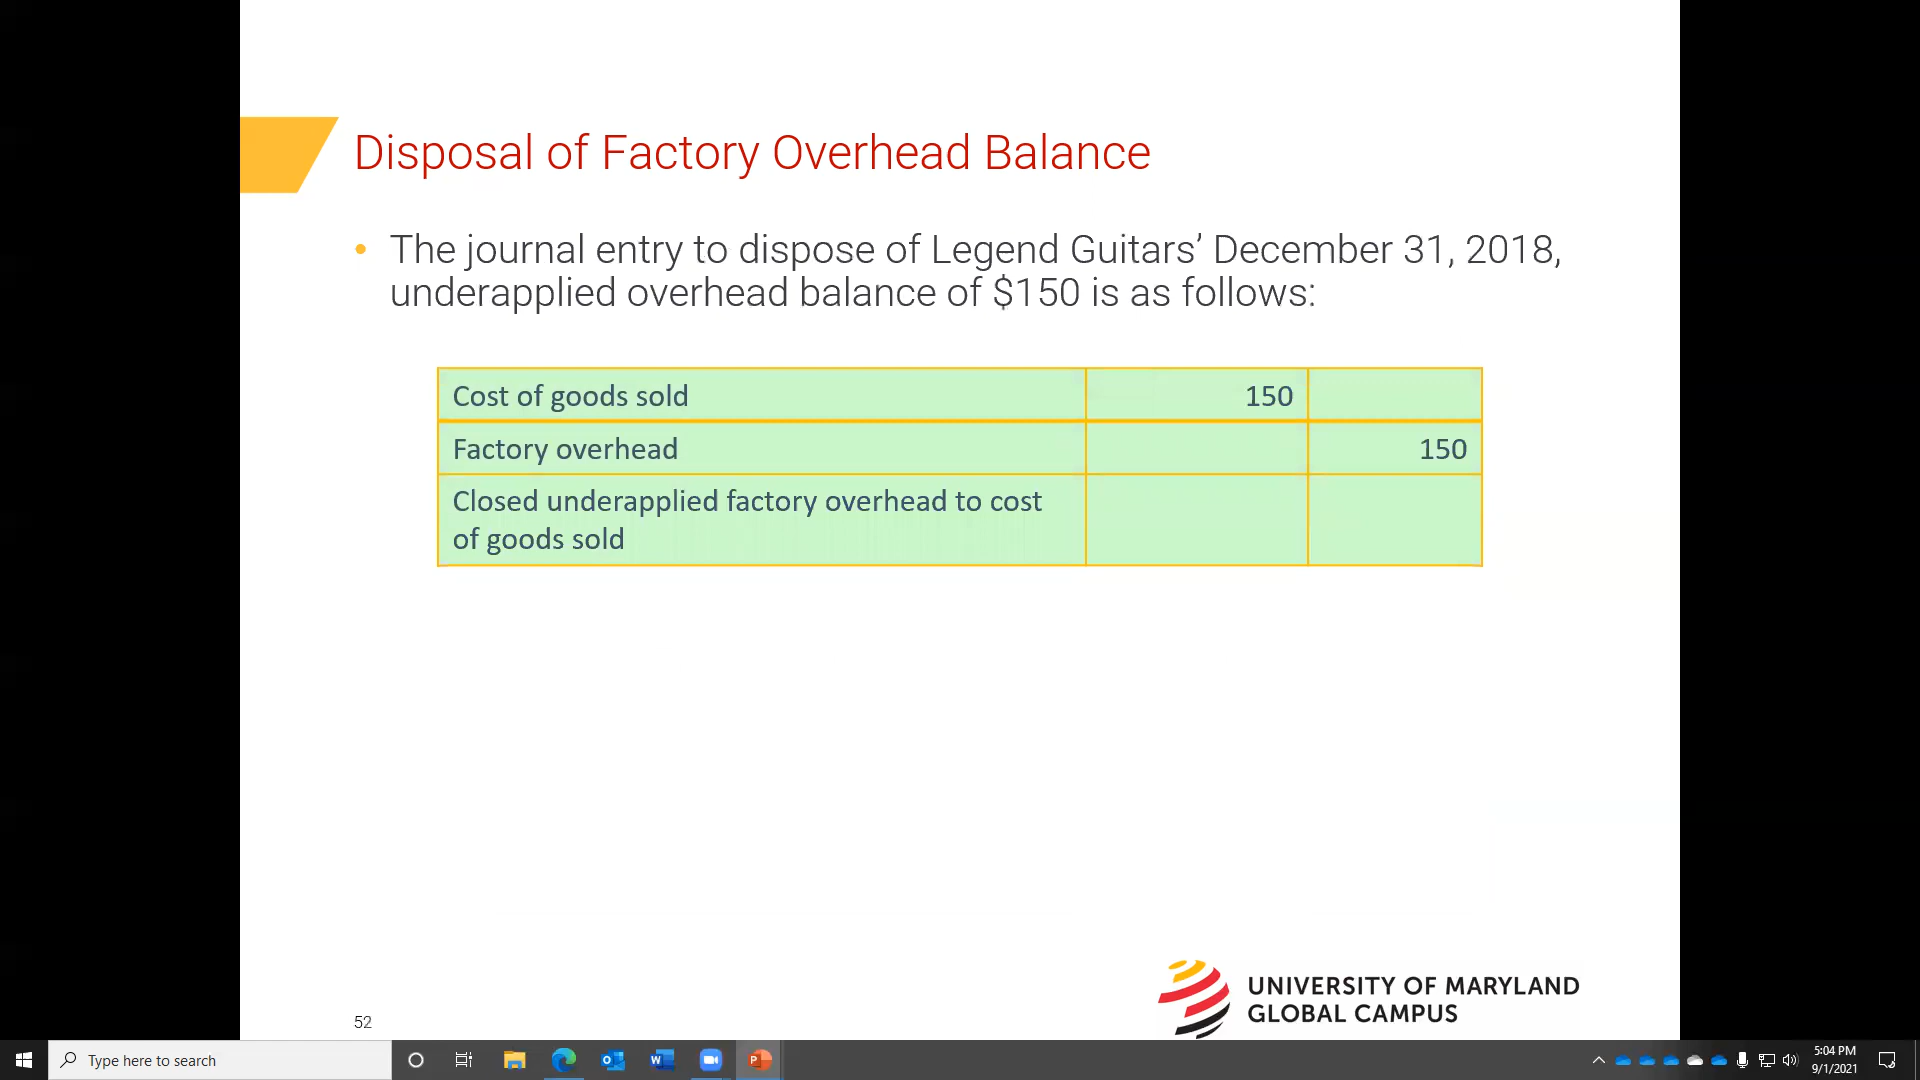 Disposal of Factory Overhead Balance
• The journal entry to dispose of Legend Guitars’ December 31, 2018,
underapplied overhead balance of $150 is as follows:
Cost of goods sold 150
Factory overhead 150
Closed underapplied factory overhead to cost
of goods sold
UNIVERSITY OF MARYLAND
GLOBAL CAMPUS
52
Type here to search
5:04 PM
9/1/2021